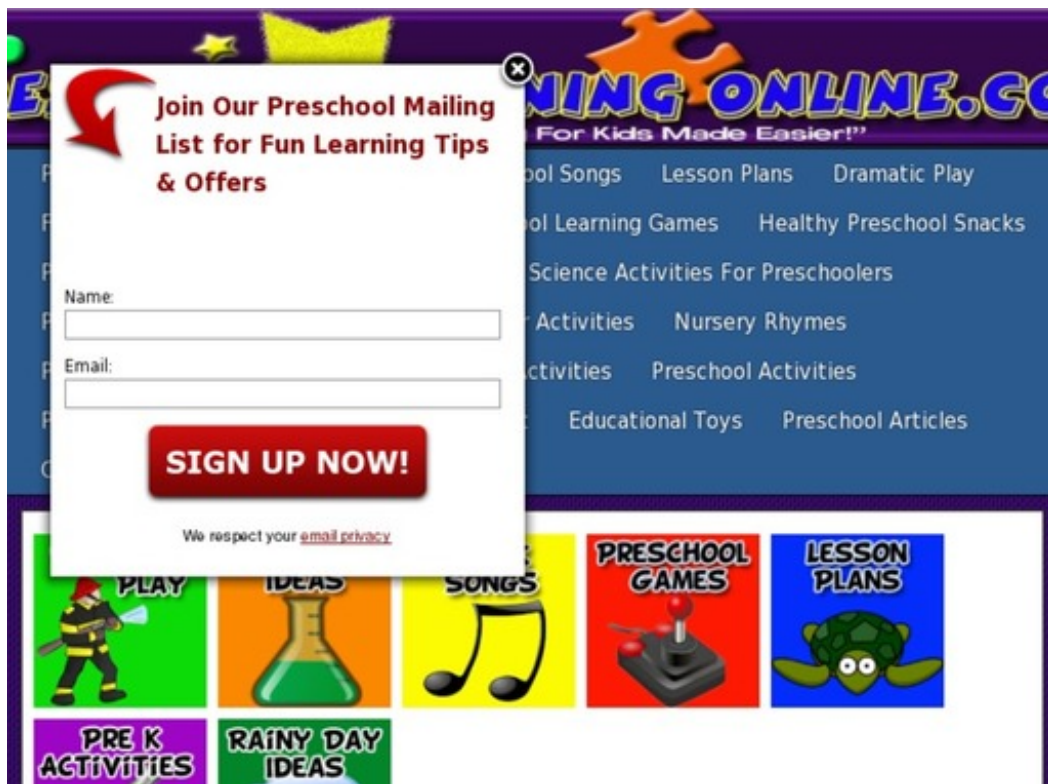 NING ONLINE.CO
For Kids Made Easier!”
Join Our Preschool Mailing
List for Fun Learning Tips
& Offers
Name:
Email:
SIGN UP NOW!
We respect your email privacy
Songs Lesson Plans Dramatic Play
Learning Games Healthy Preschool Snacks
Science Activities For Preschoolers
Activities Nursery Rhymes
Preschool Activities
Educational Toys Preschool Articles
PLAY
IDEAS
SONGS
PRESCHOOL
GAMES
LESSON
PLANS
PRE K
ACTIVITIES
RAINY DAY
IDEAS